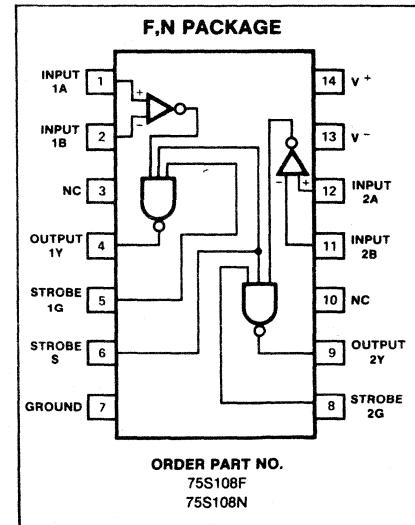 F,N PACKAGE
INPUT
1A
1
14
V+
+
INPUT
1B
2
−
13
V−
NC
3
− +
12
INPUT
2A
OUTPUT
1Y
4
11
INPUT
2B
STROBE
1G
5
10
NC
STROBE
S
6
9
OUTPUT
2Y
GROUND
7
8
STROBE
2G
ORDER PART NO.
75S108F
75S108N